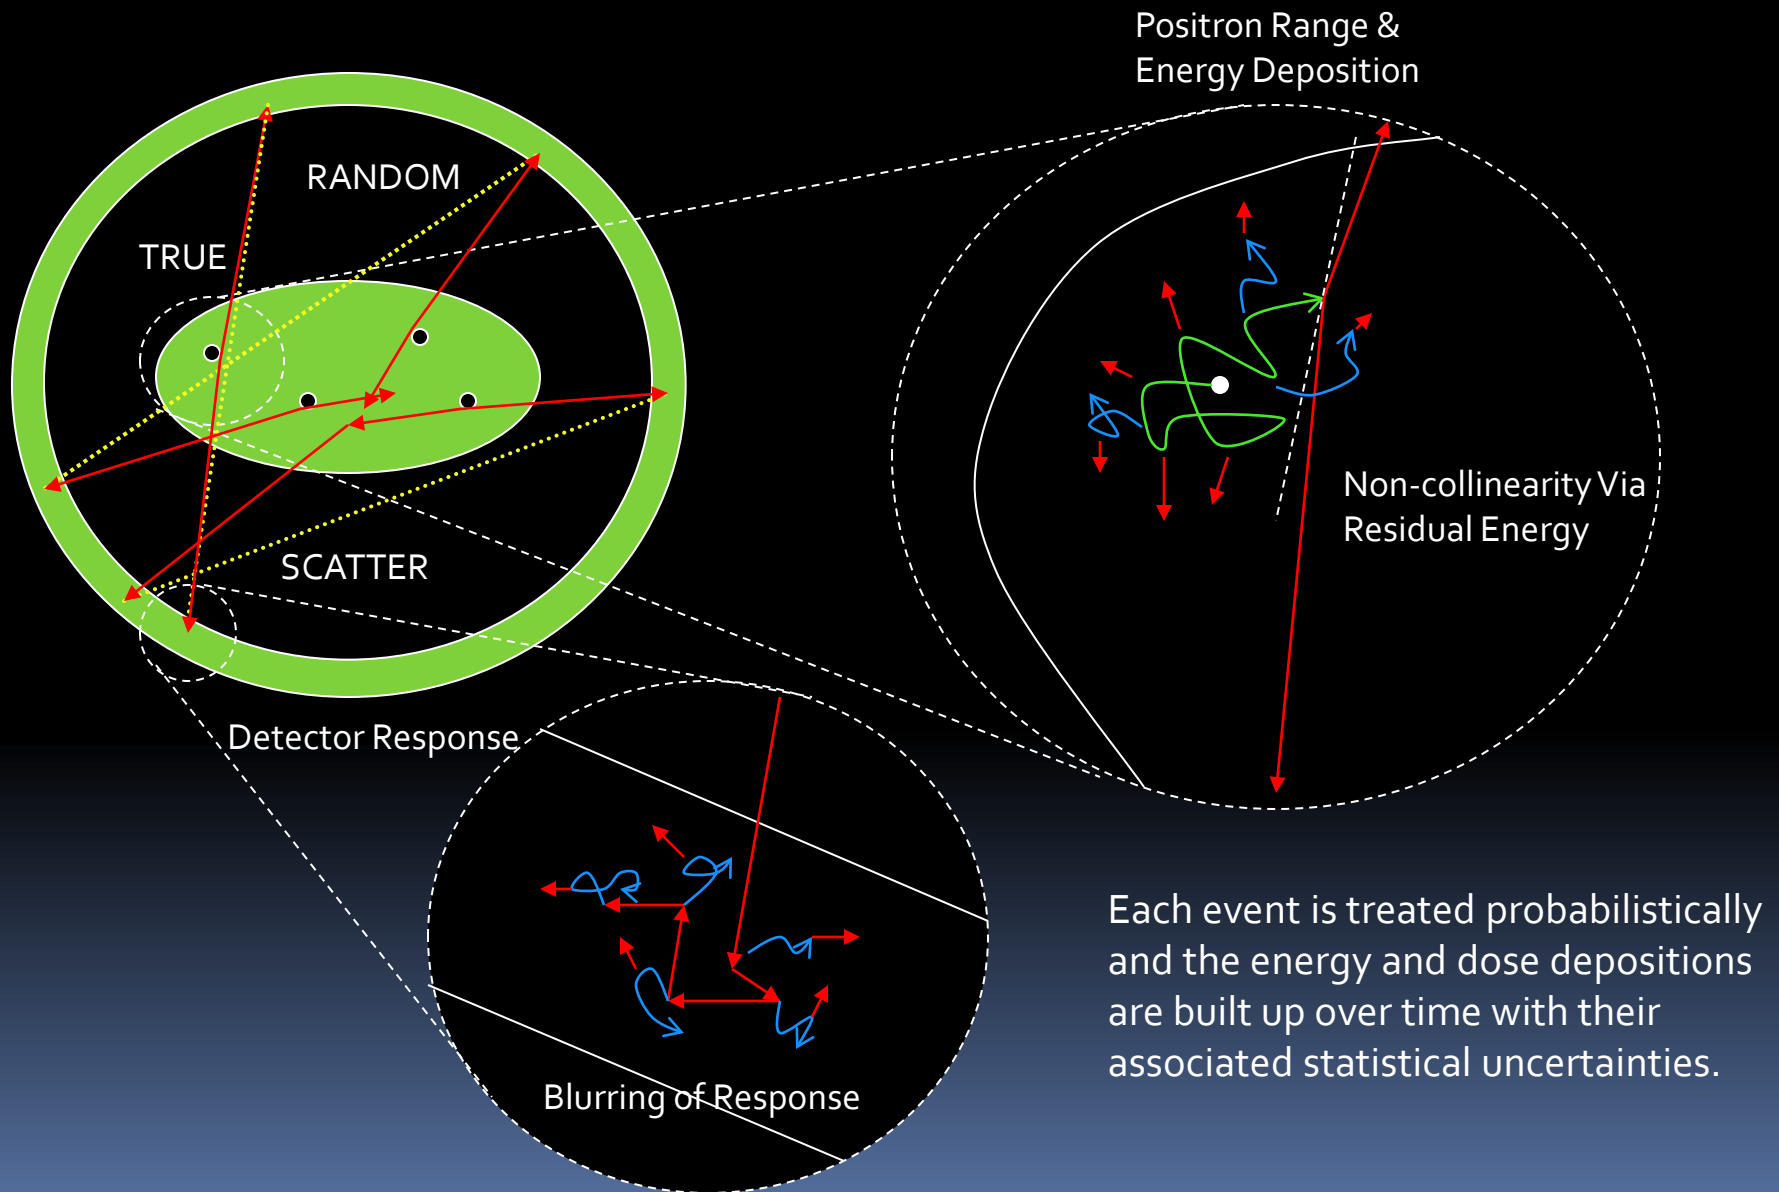 Positron Range &
Energy Deposition
RANDOM
TRUE
Non-collinearity Via
Residual Energy
SCATTER
Detector Response
Each event is treated probabilistically
and the energy and dose depositions
are built up over time with their
associated statistical uncertainties.
Blurring of Response